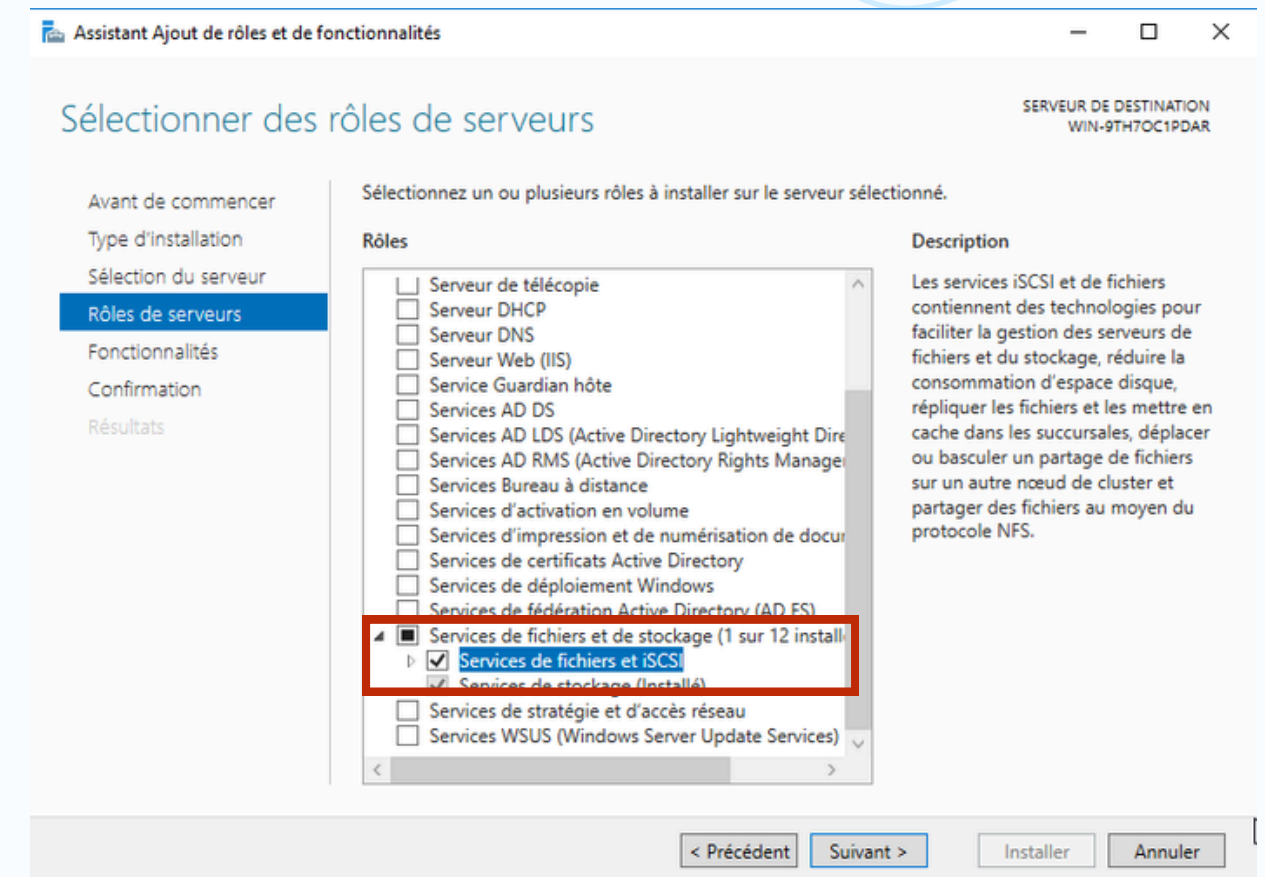 Assistant Ajout de rôles et de fonctionnalités
Sélectionner des rôles de serveurs
SERVEUR DE DESTINATION
WIN-9TH7OC1PDAR
Avant de commencer
Type d'installation
Sélection du serveur
Rôles de serveurs
Fonctionnalités
Confirmation
Résultats
Sélectionnez un ou plusieurs rôles à installer sur le serveur sélectionné.
Rôles
Serveur de télécopie
Serveur DHCP
Serveur DNS
Serveur Web (IIS)
Service Guardian hôte
Services AD DS
Services AD LDS (Active Directory Lightweight Dire
Services AD RMS (Active Directory Rights Manage
Services Bureau à distance
Services d'activation en volume
Services d'impression et de numérisation de docu
Services de certificats Active Directory
Services de déploiement Windows
Services de fédération Active Directory (AD FS)
Services de fichiers et de stockage (1 sur 12 install
Services de fichiers et iSCSI
Services de stockage (Installé)
Services de stratégie et d'accès réseau
Services WSUS (Windows Server Update Services)
Description
Les services iSCSI et de fichiers
contiennent des technologies pour
faciliter la gestion des serveurs de
fichiers et du stockage, réduire la
consommation d'espace disque,
répliquer les fichiers et les mettre en
cache dans les succursales, déplacer
ou basculer un partage de fichiers
sur un autre nœud de cluster et
partager des fichiers au moyen du
protocole NFS.
< Précédent
Suivant >
Installer
Annuler